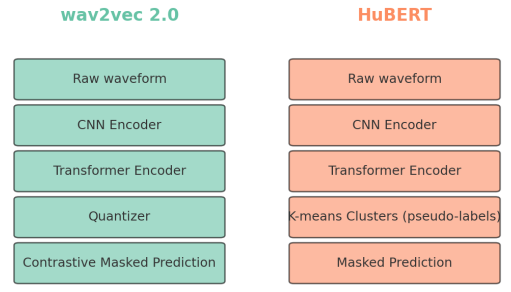 wav2vec 2.0
Raw waveform
CNN Encoder
Transformer Encoder
Quantizer
Contrastive Masked Prediction
HuBERT
Raw waveform
CNN Encoder
Transformer Encoder
K-means Clusters (pseudo-labels)
Masked Prediction